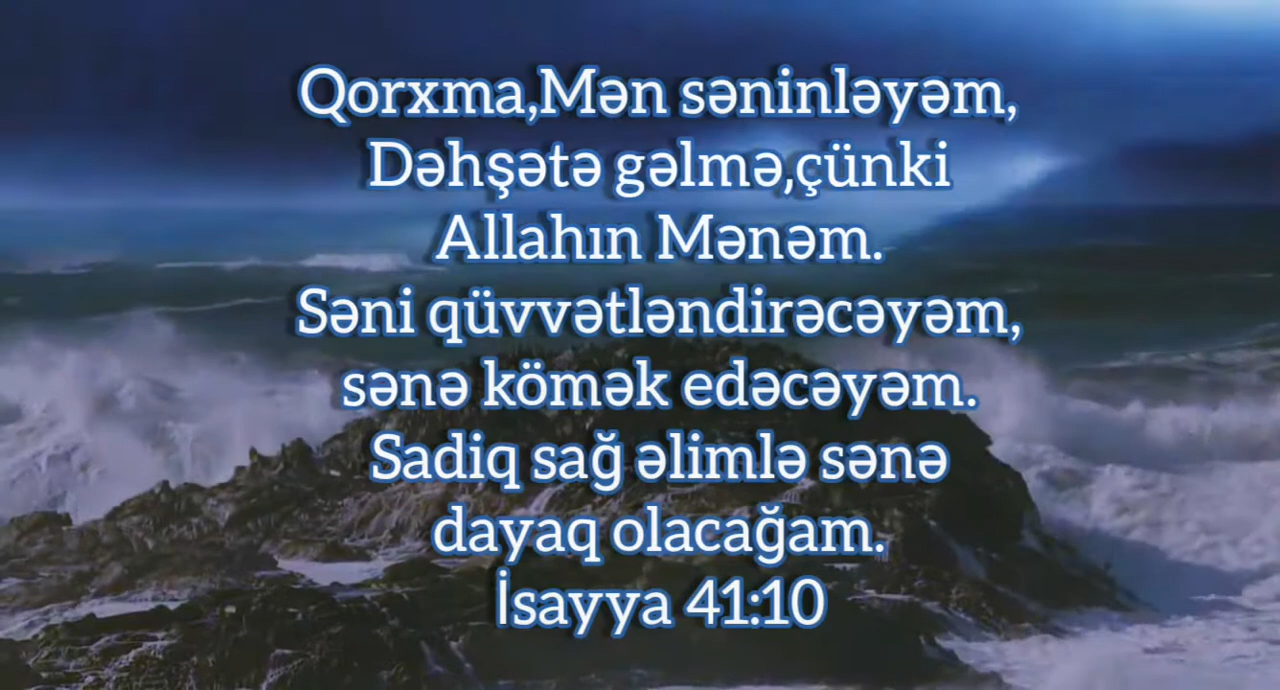 Qorxma,Mən səninləyəm,
Dəhşətə gəlmə,çünki
Allahın Mənəm.
Səni qüvvətləndirəcəyəm,
sənə kömək edəcəyəm.
Sadiq sağ əlimlə sənə
dayaq olacağam.
İsayya 41:10